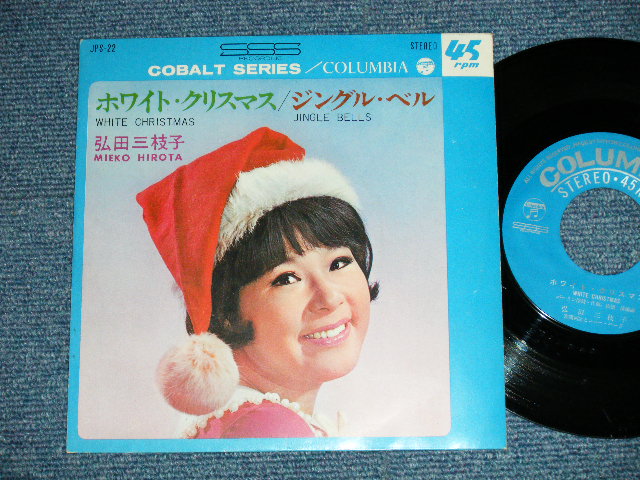 JPS-22
SSS
STEREO
45
rpm
COBALT SERIES / COLUMBIA
ホワイト・クリスマス/ジングル・ベル
WHITE CHRISTMAS
JINGLE BELLS
弘田三枝子
MIEKO HIROTA
COLUM
STEREO-45
ホワイト・クリスマ
WHITE CHRISTMAS
弘田三枝子